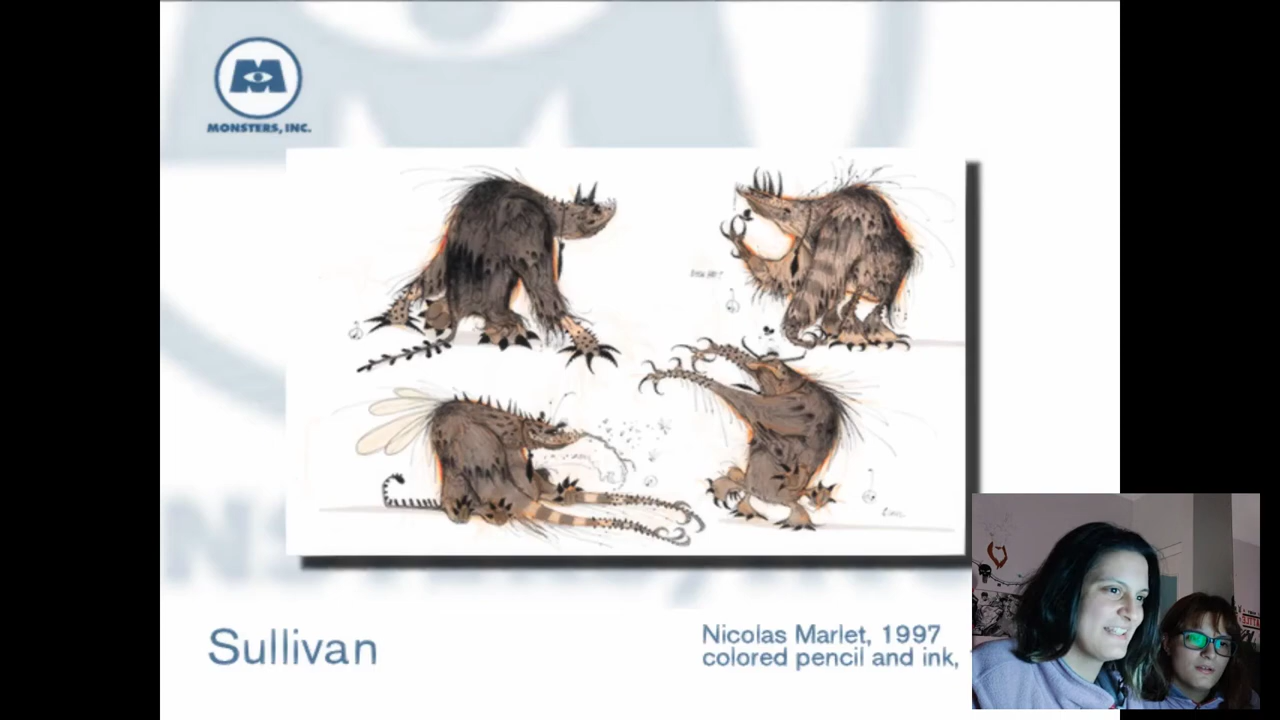 MONSTERS, INC.
Sullivan
Nicolas Marlet, 1997
colored pencil and ink,